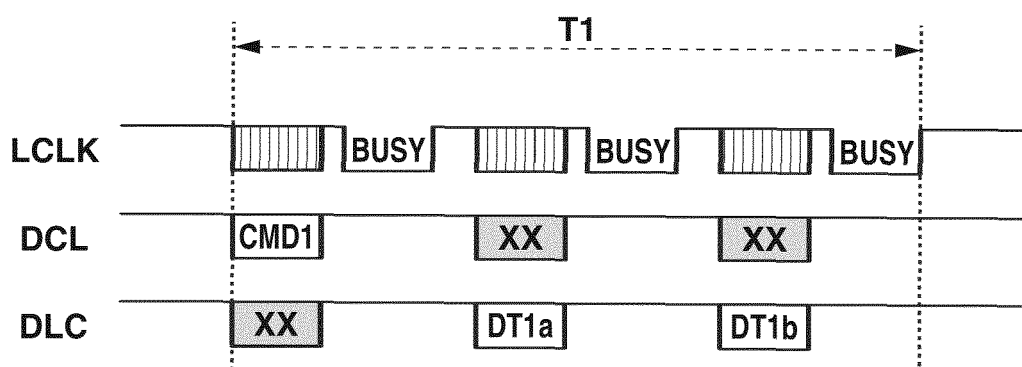 T1
LCLK BUSY BUSY BUSY
DCL CMD1 XX XX
DLC XX DT1a DT1b